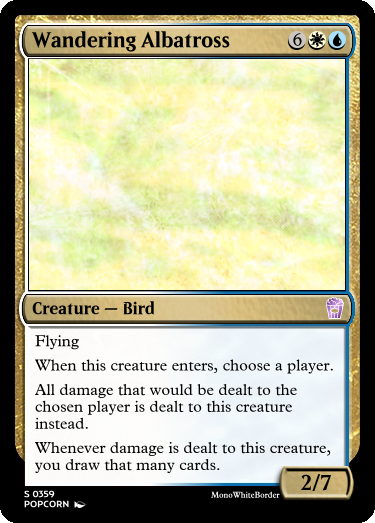 Wandering Albatross 6
Creature — Bird
Flying
When this creature enters, choose a player.
All damage that would be dealt to the
chosen player is dealt to this creature
instead.
Whenever damage is dealt to this creature,
you draw that many cards.
2/7
S 0359
POPCORN
MonoWhiteBorder